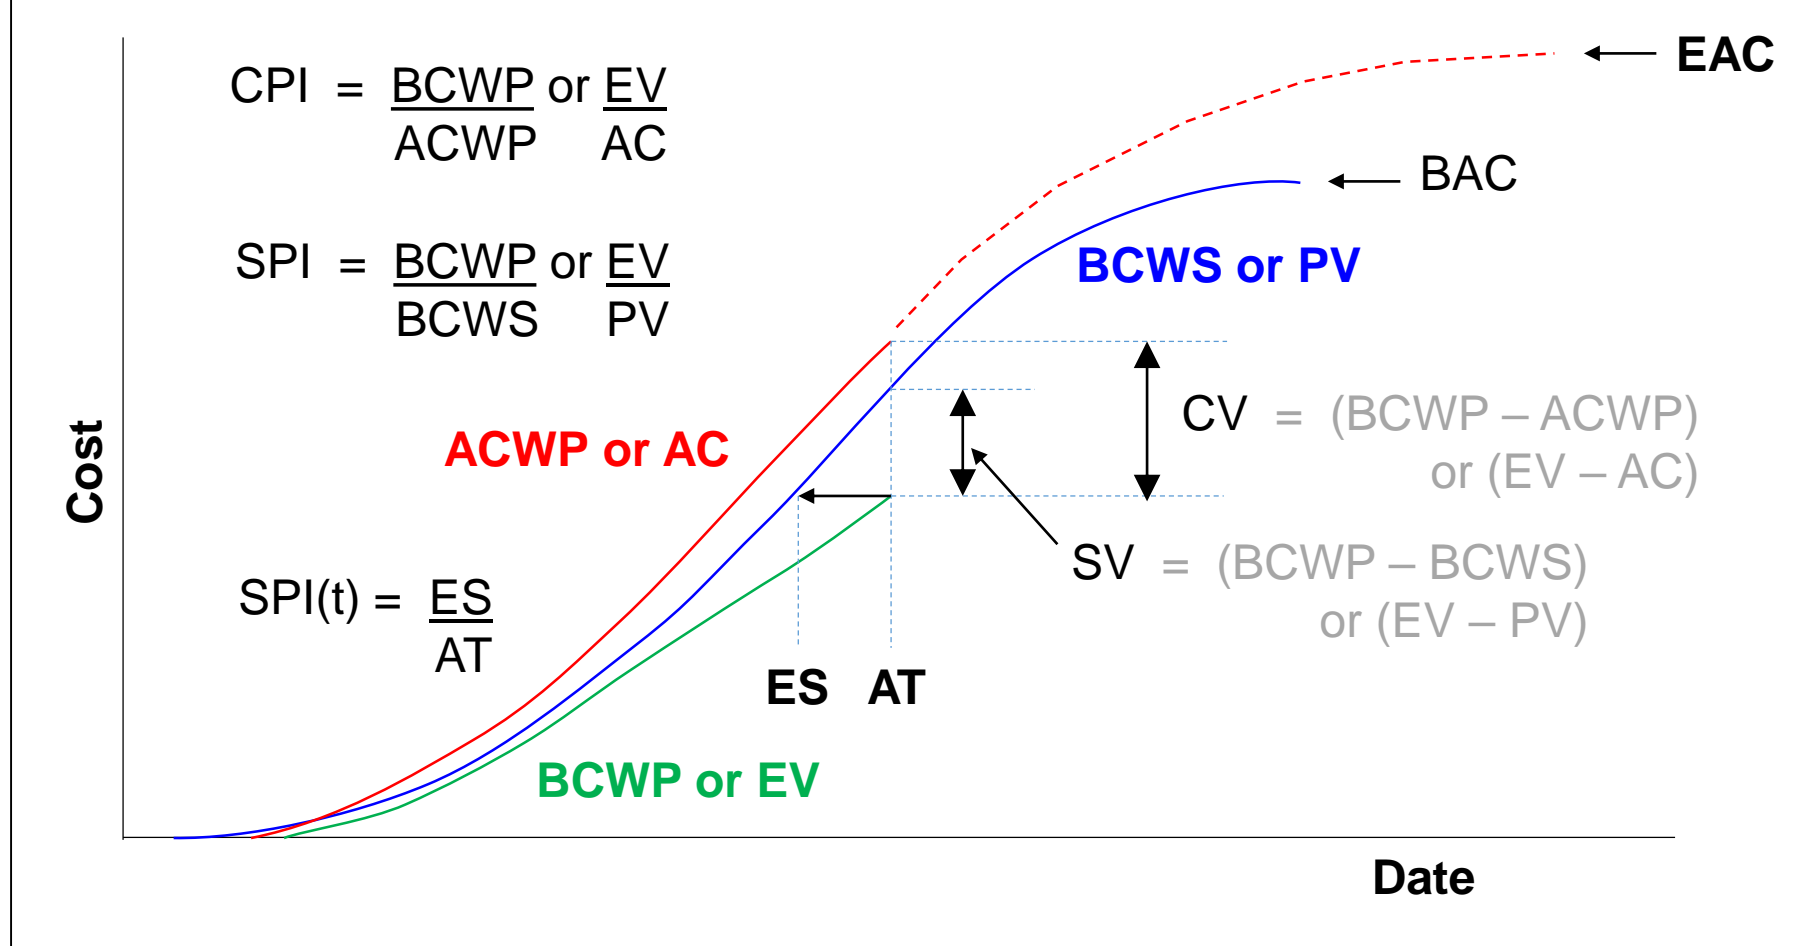 EAC
CPI = BCWP or EV
ACWP AC
BAC
SPI = BCWP or EV
BCWS PV
BCWS or PV
ACWP or AC
CV = (BCWP – ACWP)
or (EV – AC)
Cost
SV = (BCWP – BCWS)
or (EV – PV)
SPI(t) = ES
AT
ES AT
BCWP or EV
Date